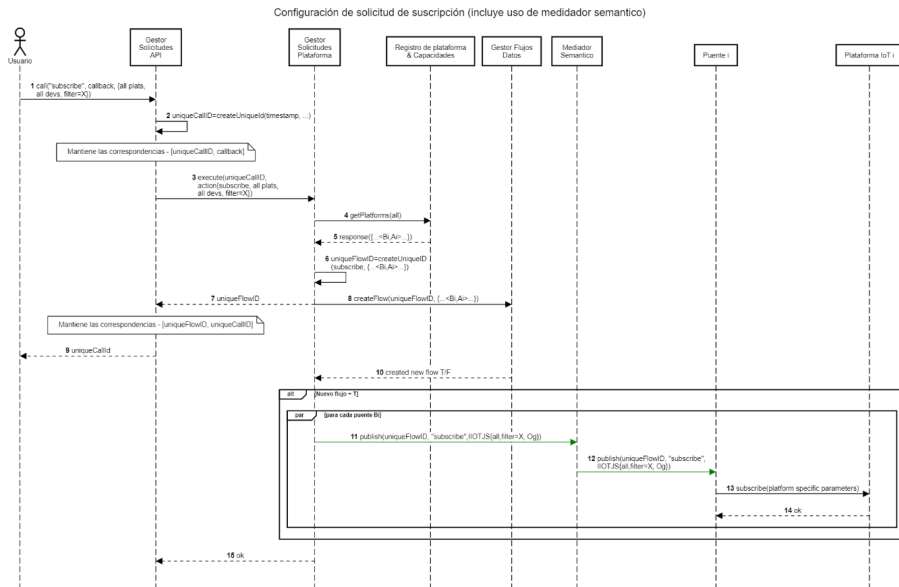 Configuración de solicitud de suscripción (incluye uso de medidador semantico)
Usuario
Gestor
Solicitudes
API
Gestor
Solicitudes
Plataforma
Registro de plataforma
& Capacidades
Gestor Flujos
Datos
Mediador
Semantico
Puente i
Plataforma IoT i
1 call("subscribe", callback, {all plats,
all devs, filter=X})
2 uniqueCallID=createUniqueId(timestamp, ...)
Mantiene las correspondencias - [uniqueCallID, callback]
3 execute(uniqueCallID,
action{subscribe, all plats,
all devs, filter=X})
4 getPlatforms(all)
5 response({...<Bi,Ai>...})
6 uniqueFlowID=createUniqueID
(subscribe, {...<Bi,Ai>...})
7 uniqueFlowID
8 createFlow(uniqueFlowID, {...<Bi,Ai>...})
Mantiene las correspondencias - [uniqueFlowID, uniqueCallID]
9 uniqueCallId
10 created new flow T/F
alt
[Nuevo flujo = T]
par
[para cada puente Bi]
11 publish(uniqueFlowID, "subscribe",IIOTJS{all,filter=X, Og})
12 publish(uniqueFlowID, "subscribe",
IIOTJS{all,filter=X, Og})
13 subscribe(platform specific parameters)
14 ok
15 ok